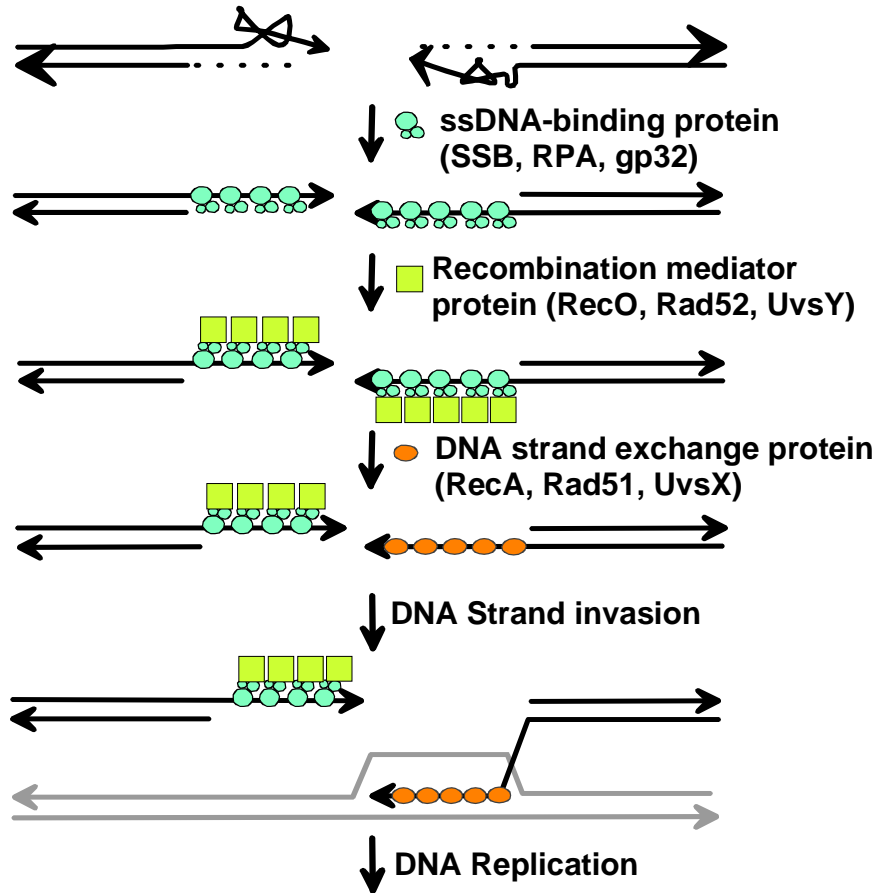 ssDNA-binding protein
(SSB, RPA, gp32)
Recombination mediator
protein (RecO, Rad52, UvsY)
DNA strand exchange protein
(RecA, Rad51, UvsX)
DNA Strand invasion
DNA Replication